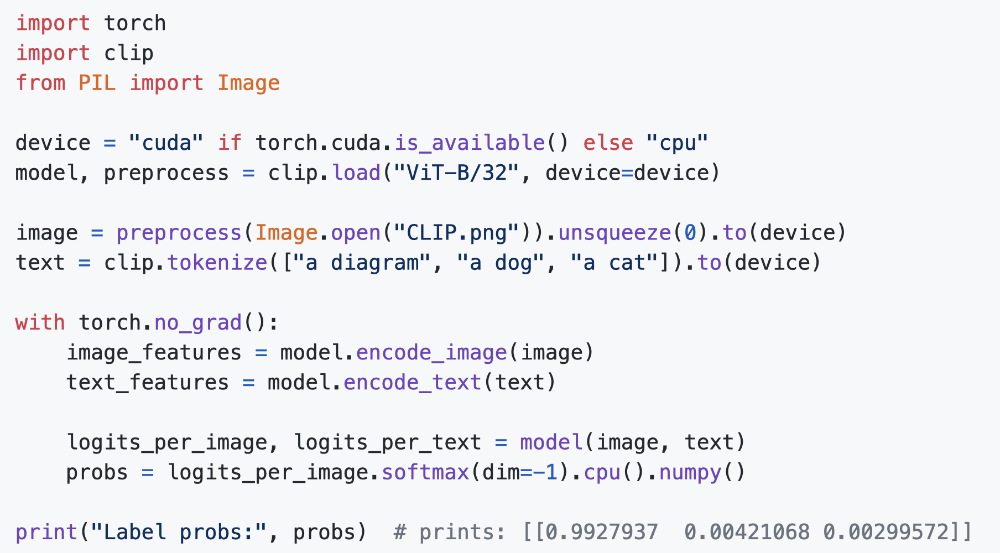 import torch
import clip
from PIL import Image

device = "cuda" if torch.cuda.is_available() else "cpu"
model, preprocess = clip.load("ViT-B/32", device=device)

image = preprocess(Image.open("CLIP.png")).unsqueeze(0).to(device)
text = clip.tokenize(["a diagram", "a dog", "a cat"]).to(device)

with torch.no_grad():
    image_features = model.encode_image(image)
    text_features = model.encode_text(text)

    logits_per_image, logits_per_text = model(image, text)
    probs = logits_per_image.softmax(dim=-1).cpu().numpy()

print("Label probs:", probs)  # prints: [[0.9927937  0.00421068 0.00299572]]